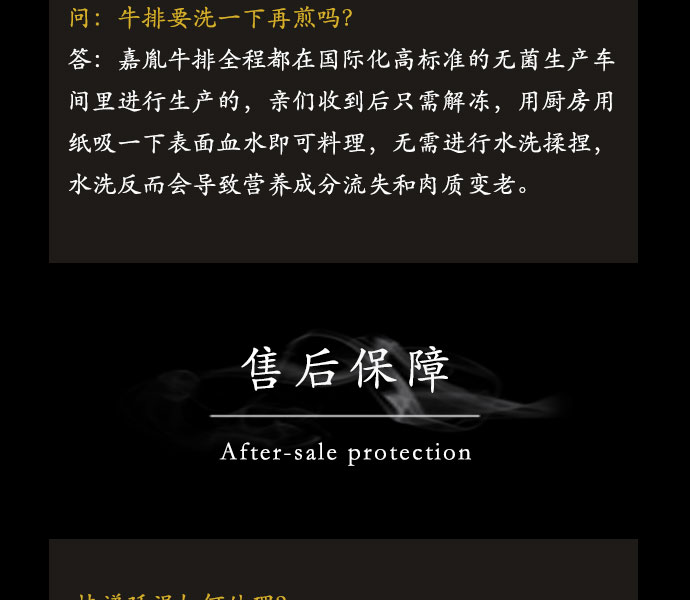 问：牛排要洗一下再煎吗？
答：嘉胤牛排全程都在国际化高标准的无菌生产车
间里进行生产的，亲们收到后只需解冻，用厨房用
纸吸一下表面血水即可料理，无需进行水洗揉捏，
水洗反而会导致营养成分流失和肉质变老。
售后保障
After-sale protection